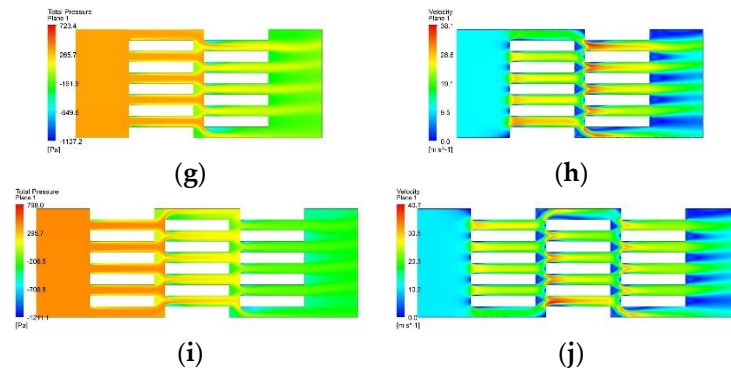 Total Pressure
Plane 1
723.4
265.7
-191.9
-649.6
-1107.2
[Pa]
(g)
Velocity
Plane 1
38.1
28.6
19.1
9.5
0.0
[m s^-1]
(h)
Total Pressure
Plane 1
798.0
295.7
-206.5
-708.8
-1211.1
[Pa]
(i)
Velocity
Plane 1
40.7
30.5
20.3
10.2
0.0
[m s^-1]
(j)